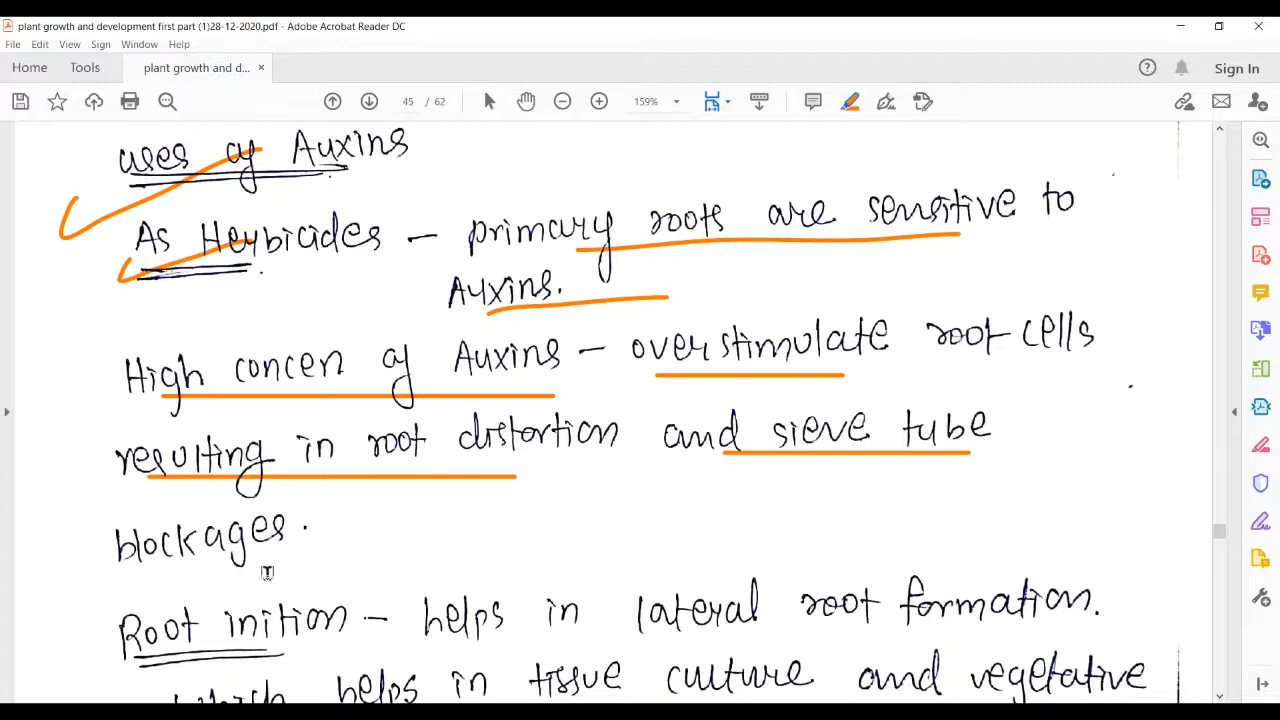 plant growth and development first part (1)28-12-2020.pdf - Adobe Acrobat Reader DC
File Edit View Sign Window Help
Home Tools plant growth and d... × Sign In
45 / 62 159%
uses of Auxins
As Herbicides - primary roots are sensitive to
Auxins.
High concen of Auxins - overstimulate root cells
resulting in root distortion and sieve tube
blockages.
Root inition - helps in lateral root formation.
which helps in tissue culture and vegetative